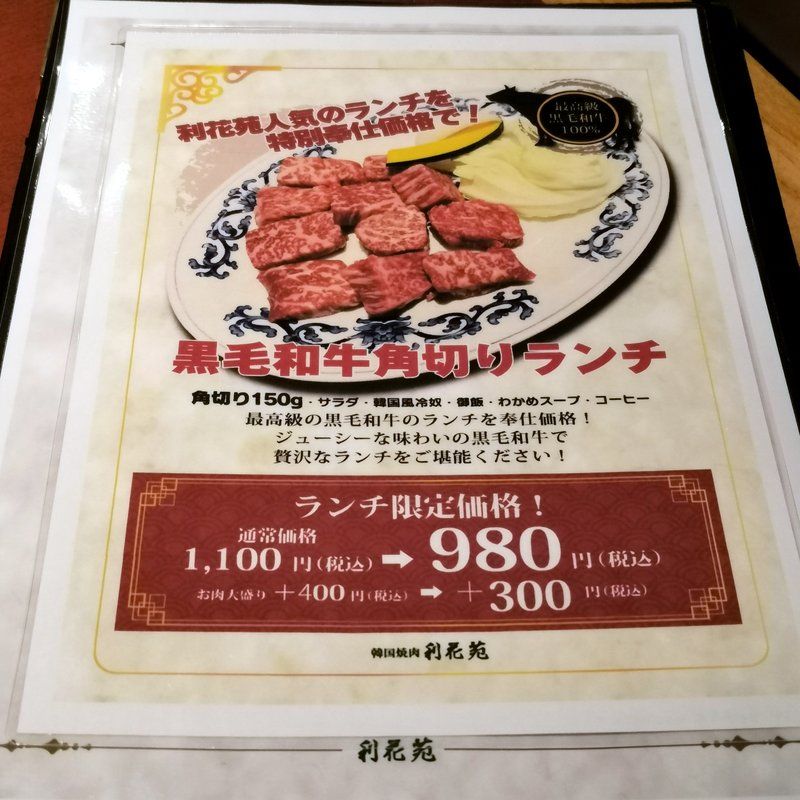 利花苑人気のランチを
特別奉仕価格で！
最高級
黒毛和牛
100%
黒毛和牛角切りランチ
角切り150g・サラダ・韓国風冷奴・御飯・わかめスープ・コーヒー
最高級の黒毛和牛のランチを奉仕価格！
ジューシーな味わいの黒毛和牛で
贅沢なランチをご堪能ください！
ランチ限定価格！
通常価格
1,100円(税込)➡980円(税込)
お肉大盛り＋400円(税込)➡＋300円(税込)
韓国焼肉 利花苑
利花苑